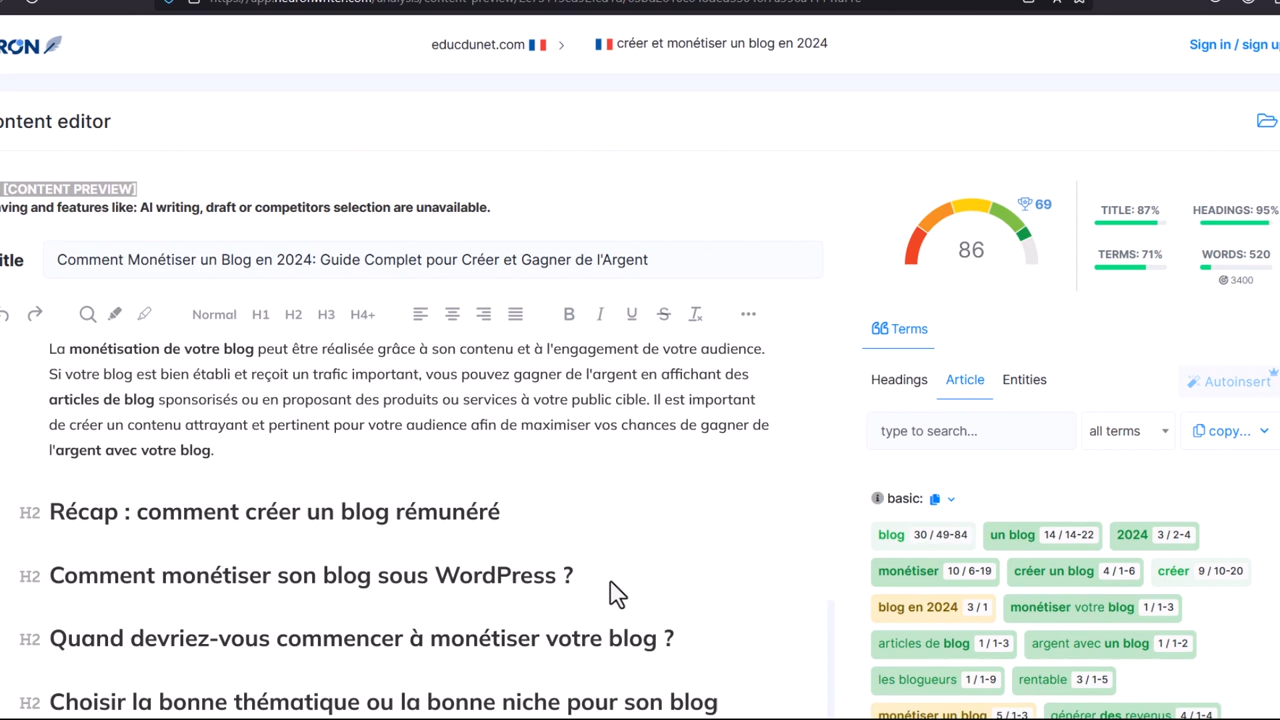 RON
educdunet.com
créer et monétiser un blog en 2024
Sign in / sign u
ontent editor
[CONTENT PREVIEW]
ving and features like: AI writing, draft or competitors selection are unavailable.
itle
Comment Monétiser un Blog en 2024: Guide Complet pour Créer et Gagner de l'Argent
Normal H1 H2 H3 H4+
B I U S
La monétisation de votre blog peut être réalisée grâce à son contenu et à l'engagement de votre audience.
Si votre blog est bien établi et reçoit un trafic important, vous pouvez gagner de l'argent en affichant des
articles de blog sponsorisés ou en proposant des produits ou services à votre public cible. Il est important
de créer un contenu attrayant et pertinent pour votre audience afin de maximiser vos chances de gagner de
l'argent avec votre blog.
H2 Récap : comment créer un blog rémunéré
H2 Comment monétiser son blog sous WordPress ?
H2 Quand devriez-vous commencer à monétiser votre blog ?
H2 Choisir la bonne thématique ou la bonne niche pour son blog
69
86
TITLE: 87%
HEADINGS: 95%
TERMS: 71%
WORDS: 520
3400
Terms
Headings Article Entities
Autoinsert
type to search...
all terms
copy...
basic:
blog 30 / 49-84 un blog 14 / 14-22 2024 3 / 2-4
monétiser 10 / 6-19 créer un blog 4 / 1-6 créer 9 / 10-20
blog en 2024 3 / 1 monétiser votre blog 1 / 1-3
articles de blog 1 / 1-3 argent avec un blog 1 / 1-2
les blogueurs 1 / 1-9 rentable 3 / 1-5
monétiser un blog 5 / 1-3 générer des revenus 4 / 1-4